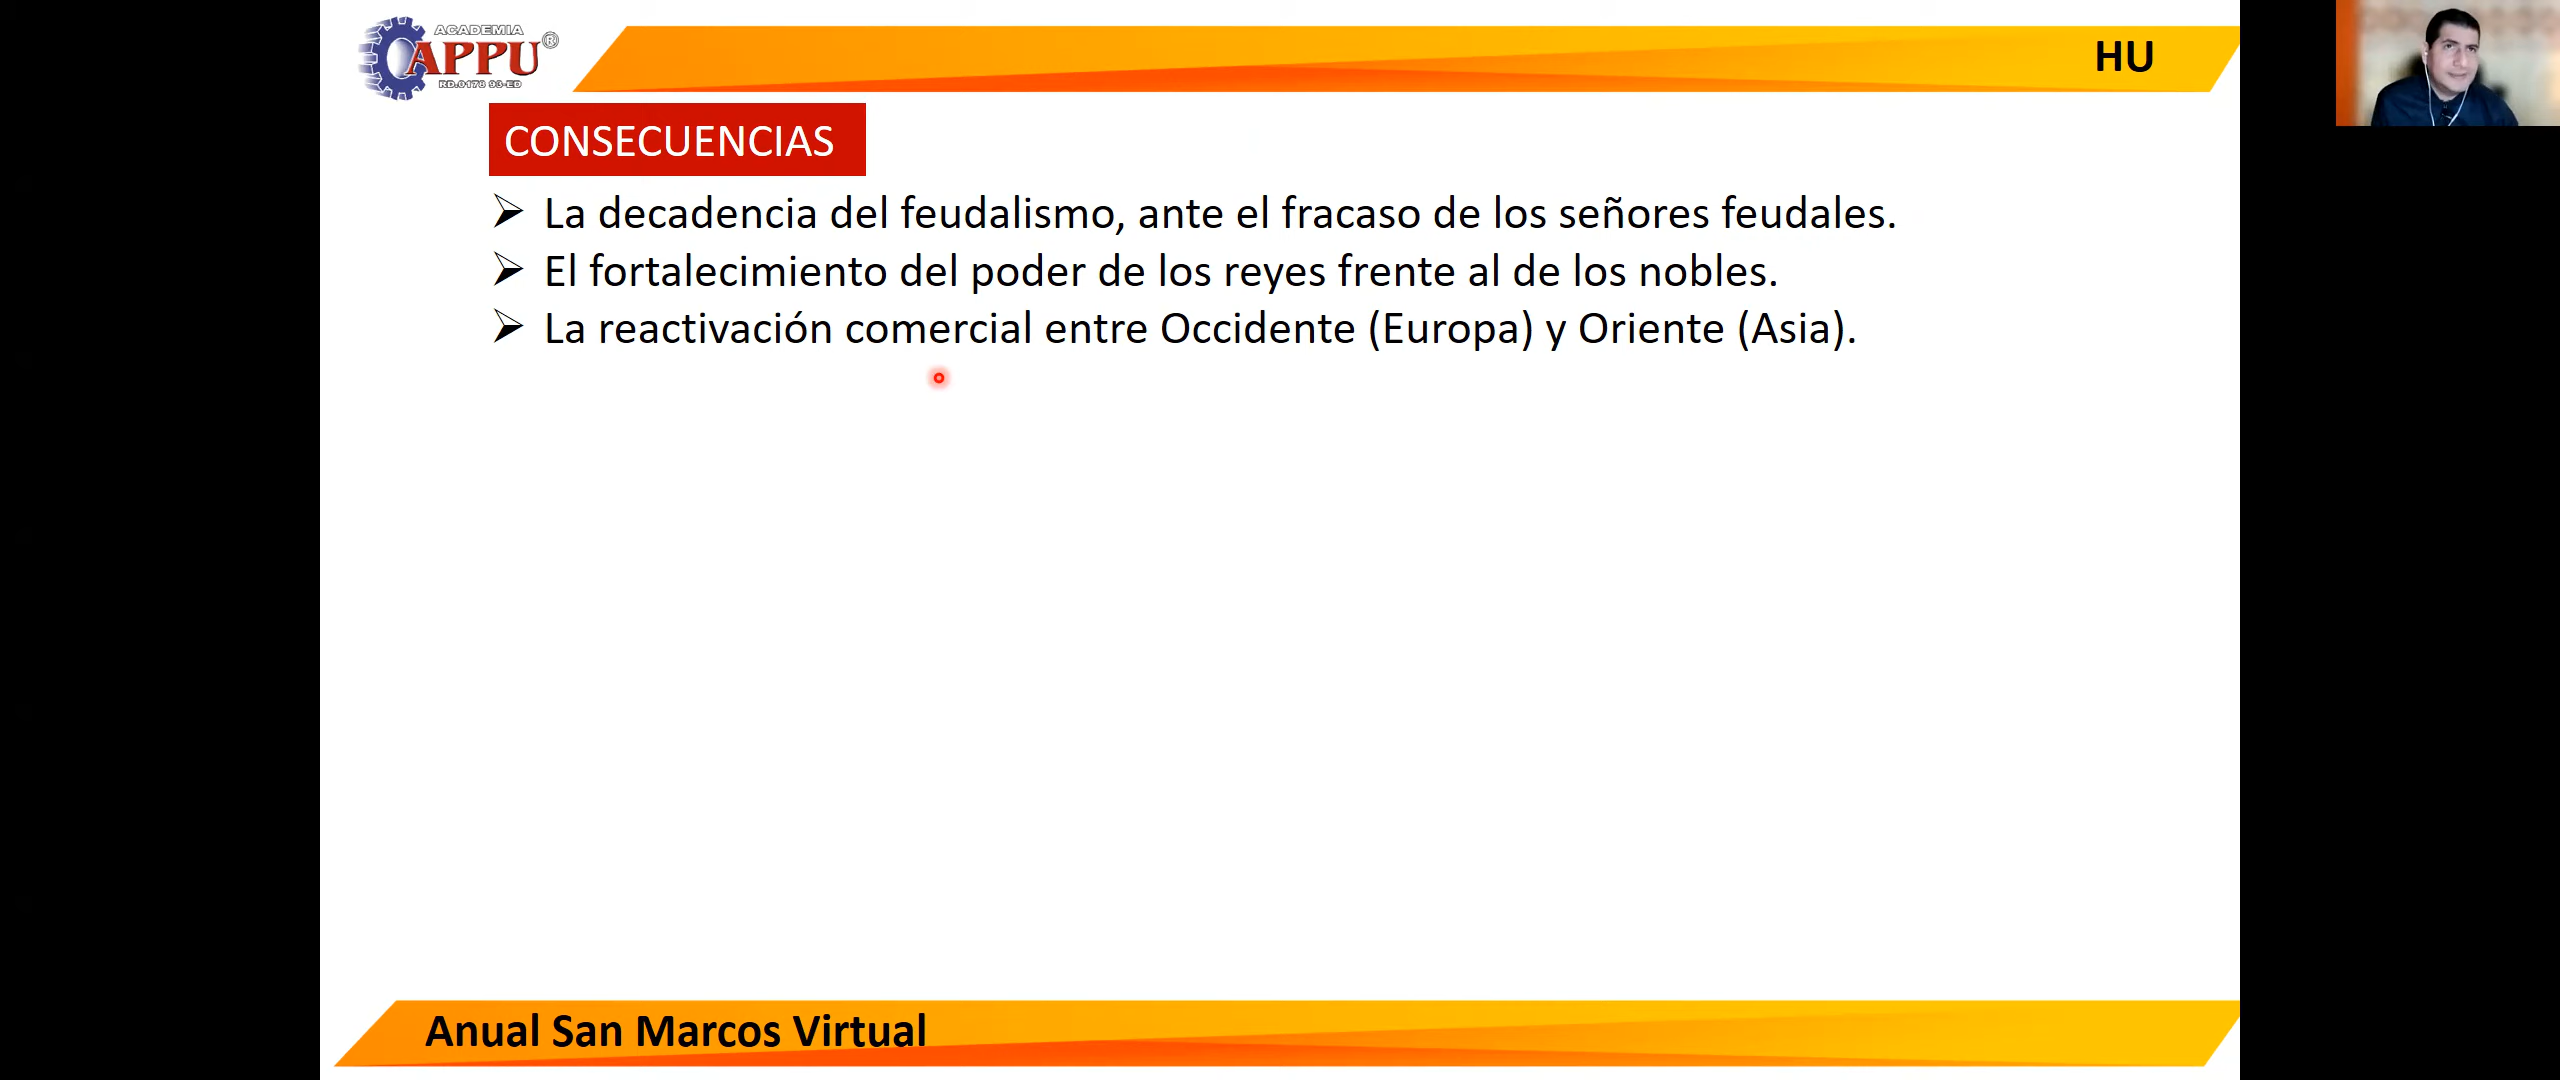 ACADEMIA
APPU®
RD.0178 93-ED
HU
CONSECUENCIAS
➢ La decadencia del feudalismo, ante el fracaso de los señores feudales.
➢ El fortalecimiento del poder de los reyes frente al de los nobles.
➢ La reactivación comercial entre Occidente (Europa) y Oriente (Asia).
Anual San Marcos Virtual